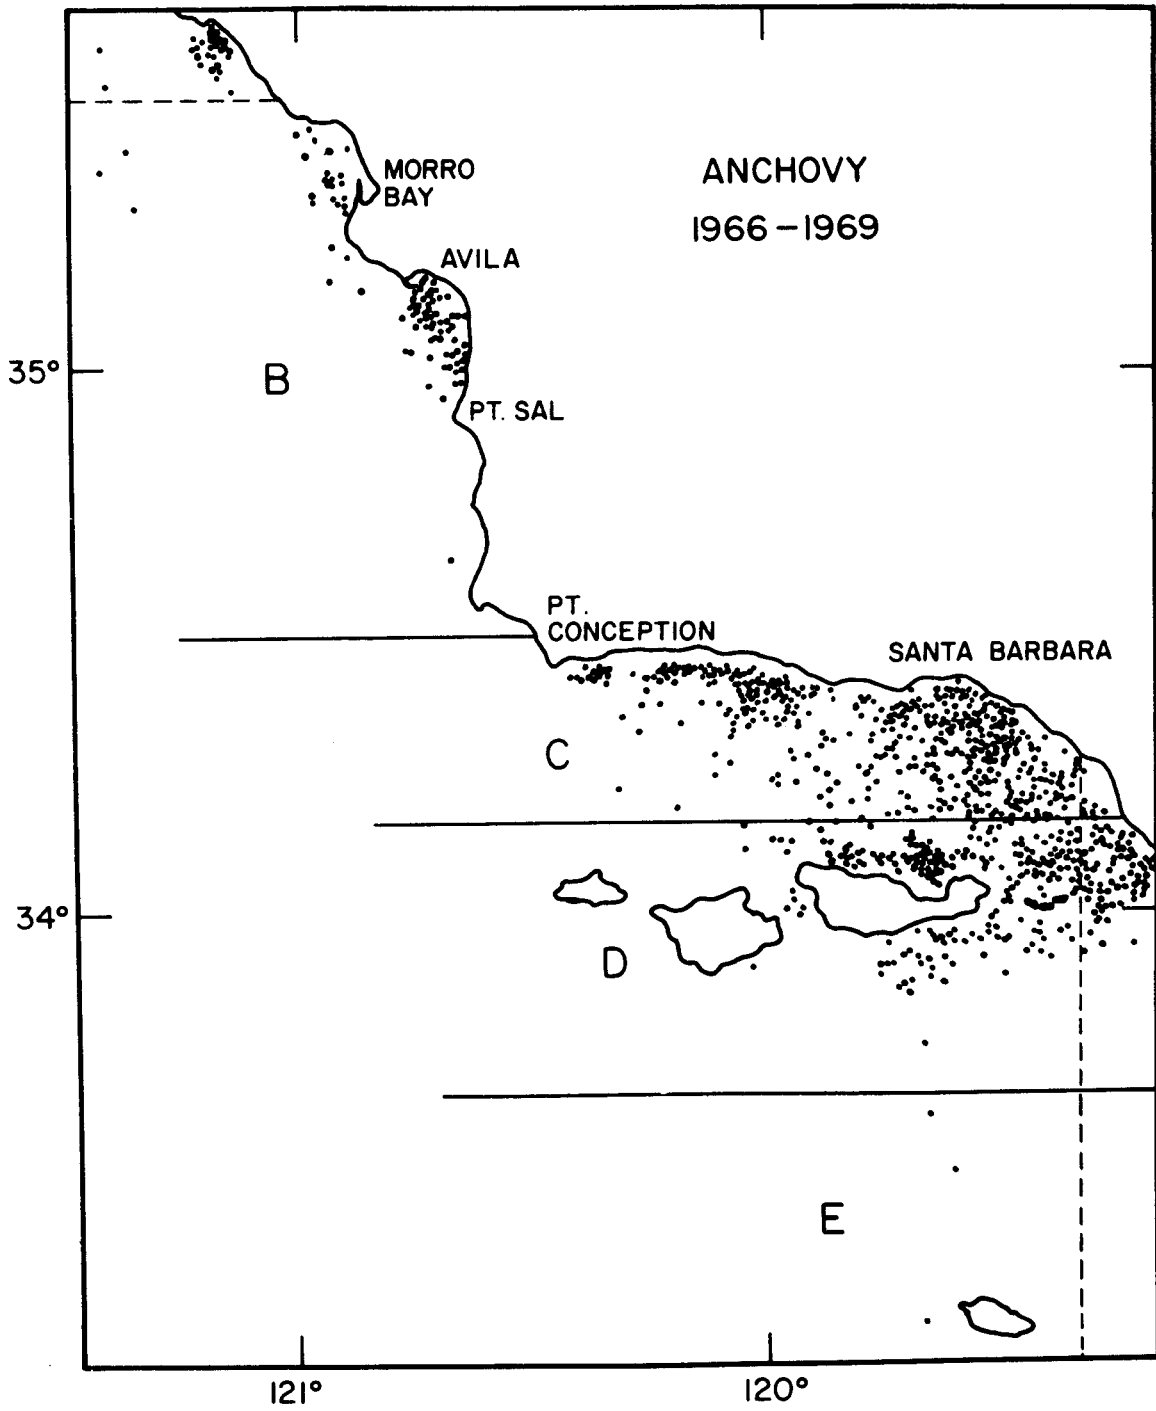 MORRO
BAY
ANCHOVY
1966-1969
AVILA
35°
B
PT. SAL
PT.
CONCEPTION
SANTA BARBARA
C
34°
D
E
121°
120°